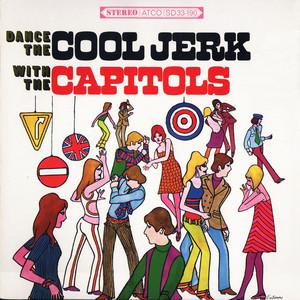 STEREO | ATCO | SD 33-190
DANCE THE COOL JERK
WITH THE CAPITOLS